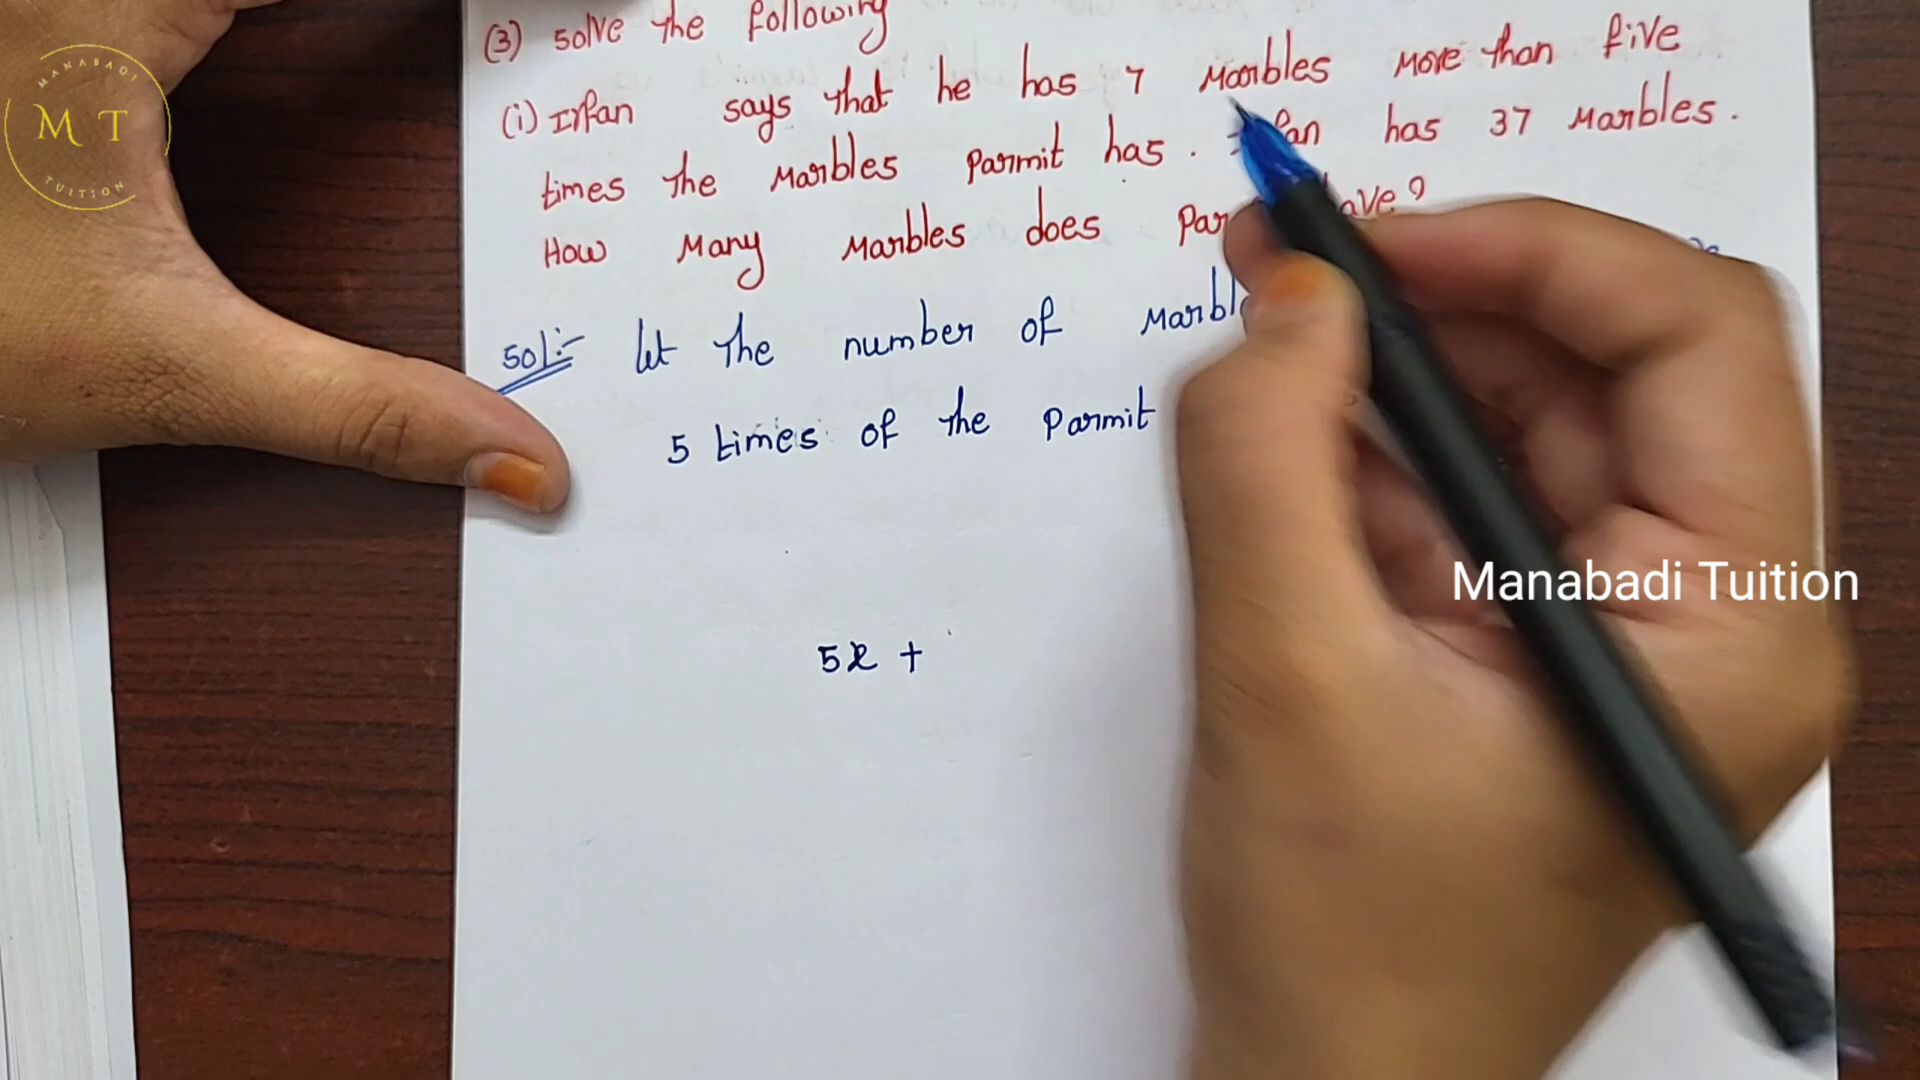 (3) solve the following
(i) Irfan says that he has 7 Marbles More than five
times the Marbles Parmit has. has 37 Marbles.
How Many Marbles does have?
Sol:- let the number of
5 times of the Parmit
5x +
MANABADI
M T
TUITION
Manabadi Tuition